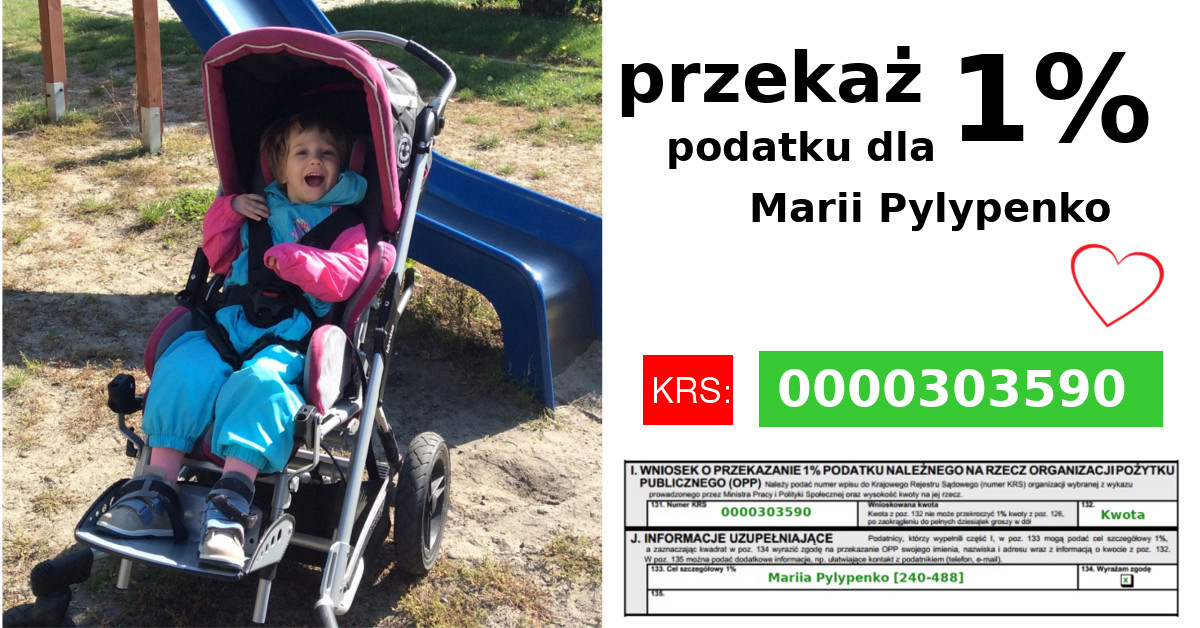 przekaż 1%
podatku dla
Marii Pylypenko
KRS: 0000303590
I. WNIOSEK O PRZEKAZANIE 1% PODATKU NALEŻNEGO NA RZECZ ORGANIZACJI POŻYTKU
PUBLICZNEGO (OPP) Należy podać numer wpisu do Krajowego Rejestru Sądowego (numer KRS) organizacji wybranej z wykazu
prowadzonego przez Ministra Pracy i Polityki Społecznej oraz wysokość kwoty na jej rzecz.
131. Numer KRS
0000303590
Wnioskowana kwota
Kwota z poz. 132 nie może przekroczyć 1% kwoty z poz. 126,
po zaokrągleniu do pełnych dziesiątek groszy w dół
132.
Kwota
J. INFORMACJE UZUPEŁNIAJĄCE Podatnicy, którzy wypełnili część I, w poz. 133 mogą podać cel szczegółowy 1%,
a zaznaczając kwadrat w poz. 134 wyrazić zgodę na przekazanie OPP swojego imienia, nazwiska i adresu wraz z informacją o kwocie z poz. 132.
W poz. 135 można podać dodatkowe informacje, np. ułatwiające kontakt z podatnikiem (telefon, e-mail).
133. Cel szczegółowy 1%
Mariia Pylypenko [240-488]
134. Wyrażam zgodę
X
135.